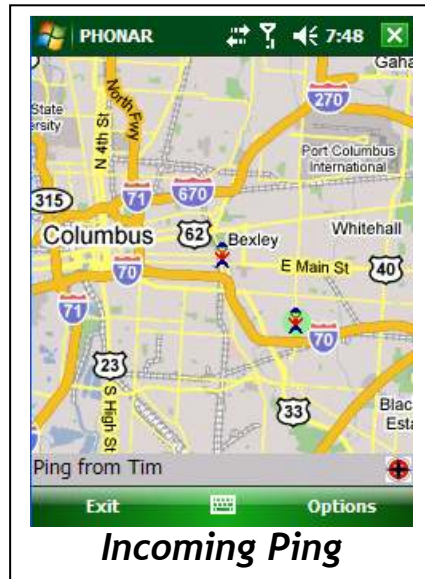 PHONAR 7:48
Gaha
270
State
ersity
North Fwy
N 4th St
Port Columbus
International
71
670
315
62
Columbus
Bexley
Whitehall
70
E Main St
40
71
70
23
S High St
33
Blac
Esta
Ping from Tim
Exit Options
Incoming Ping